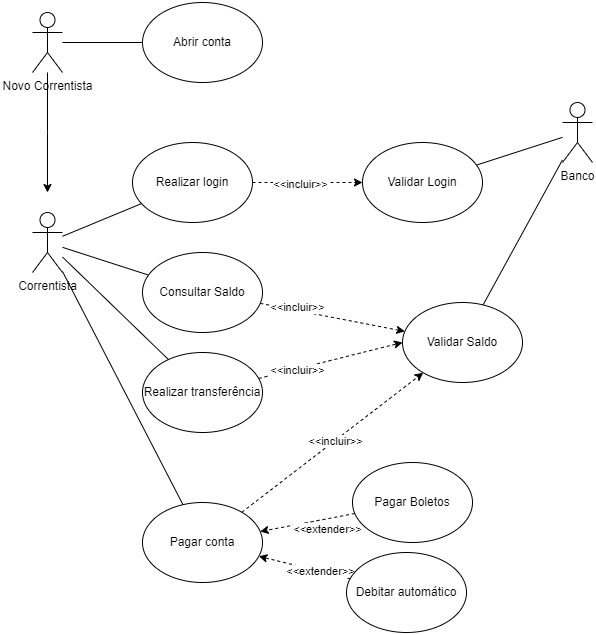 Abrir conta
Novo Correntista
Banco
Realizar login
<<incluir>>
Validar Login
Correntista
Consultar Saldo
<<incluir>>
Validar Saldo
Realizar transferência
<<incluir>>
<<incluir>>
Pagar Boletos
<<extender>>
Pagar conta
<<extender>>
Debitar automático